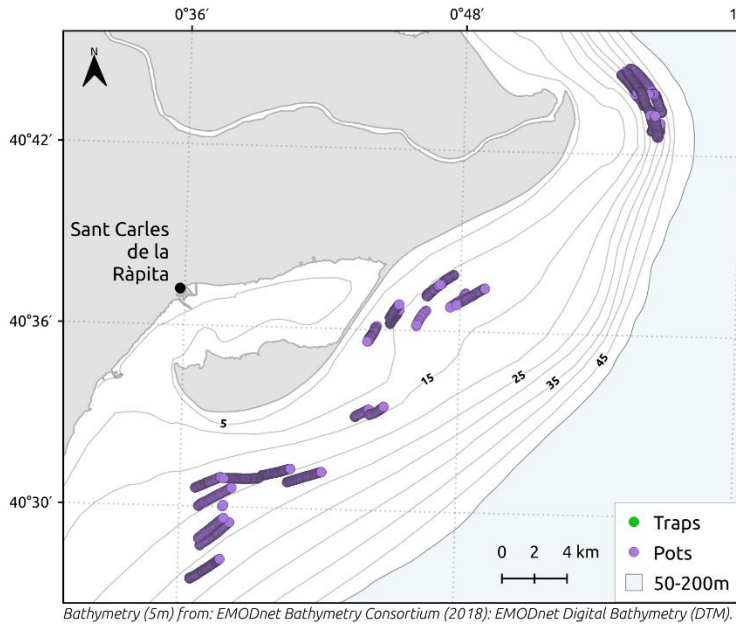 0°36'
0°48'
1
N
40°42'
Sant Carles
de la
Ràpita
40°36'
15
25
35
45
5
40°30'
Traps
Pots
50-200m
0 2 4 km
Bathymetry (5m) from: EMODnet Bathymetry Consortium (2018): EMODnet Digital Bathymetry (DTM).